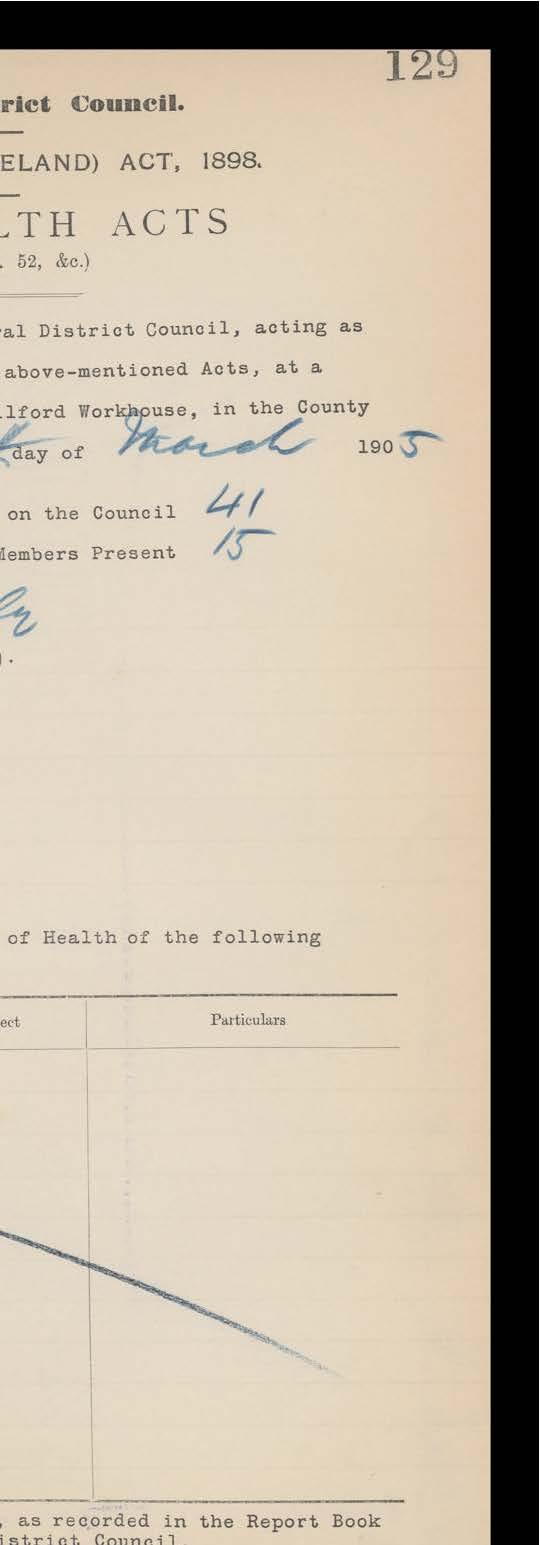 129
rict Council.
ELAND) ACT, 1898.
LTH ACTS
. 52, &c.)
al District Council, acting as
above-mentioned Acts, at a
lford Workhouse, in the County
day of March 1905
on the Council 41
Members Present 15
ly
).
of Health of the following
ect Particulars
, as recorded in the Report Book
istrict Council.